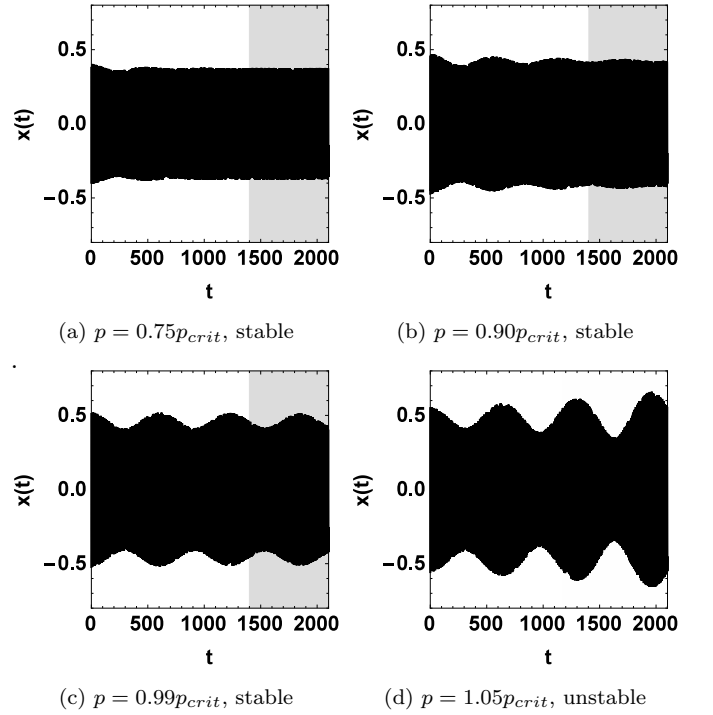 0.5
0.0
−0.5
x(t)
0 500 1000 1500 2000
t
(a) p = 0.75p_crit, stable
0.5
0.0
−0.5
x(t)
0 500 1000 1500 2000
t
(b) p = 0.90p_crit, stable
.
0.5
0.0
−0.5
x(t)
0 500 1000 1500 2000
t
(c) p = 0.99p_crit, stable
0.5
0.0
−0.5
x(t)
0 500 1000 1500 2000
t
(d) p = 1.05p_crit, unstable